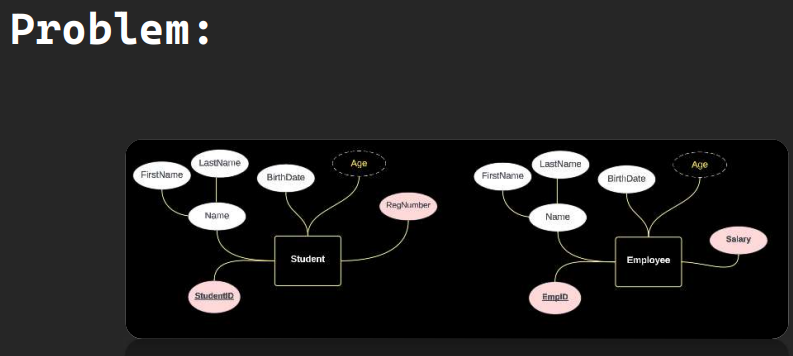 Problem:
LastName
Age
FirstName
BirthDate
RegNumber
Name
Student
StudentID
LastName
Age
FirstName
BirthDate
Name
Salary
Employee
EmpID